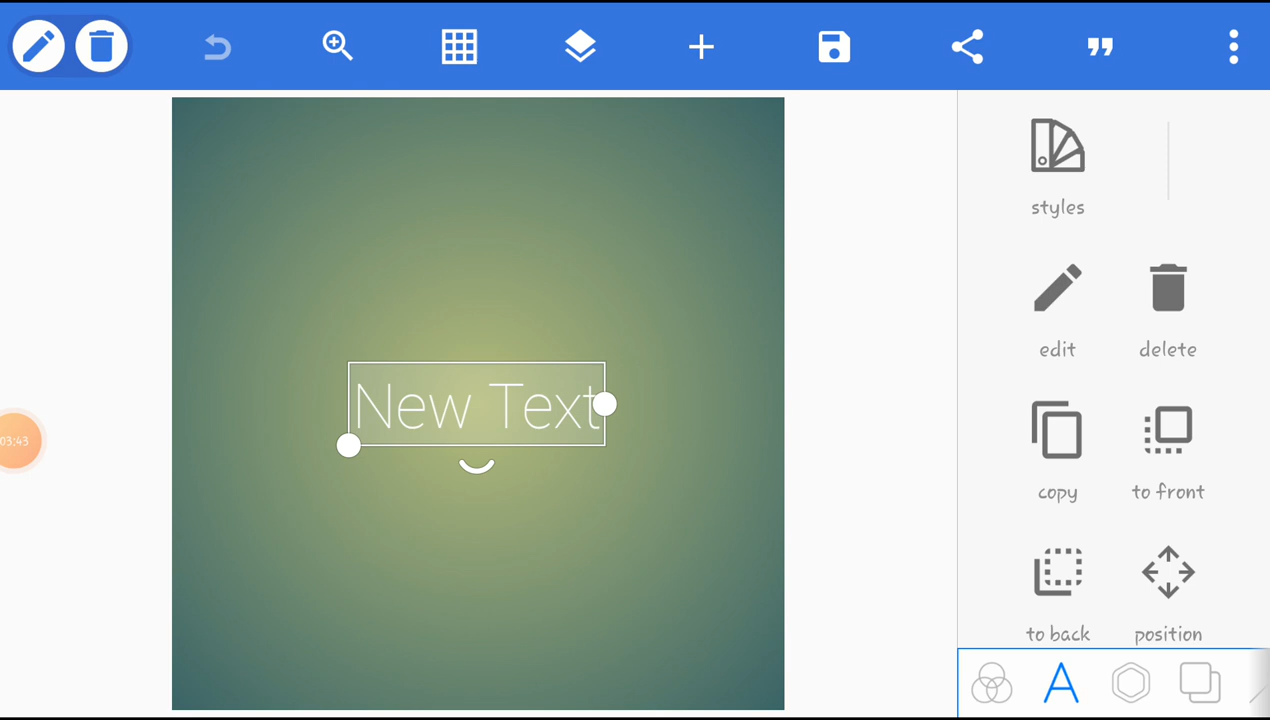 styles
edit
delete
New Text
03:43
copy
to front
to back
position